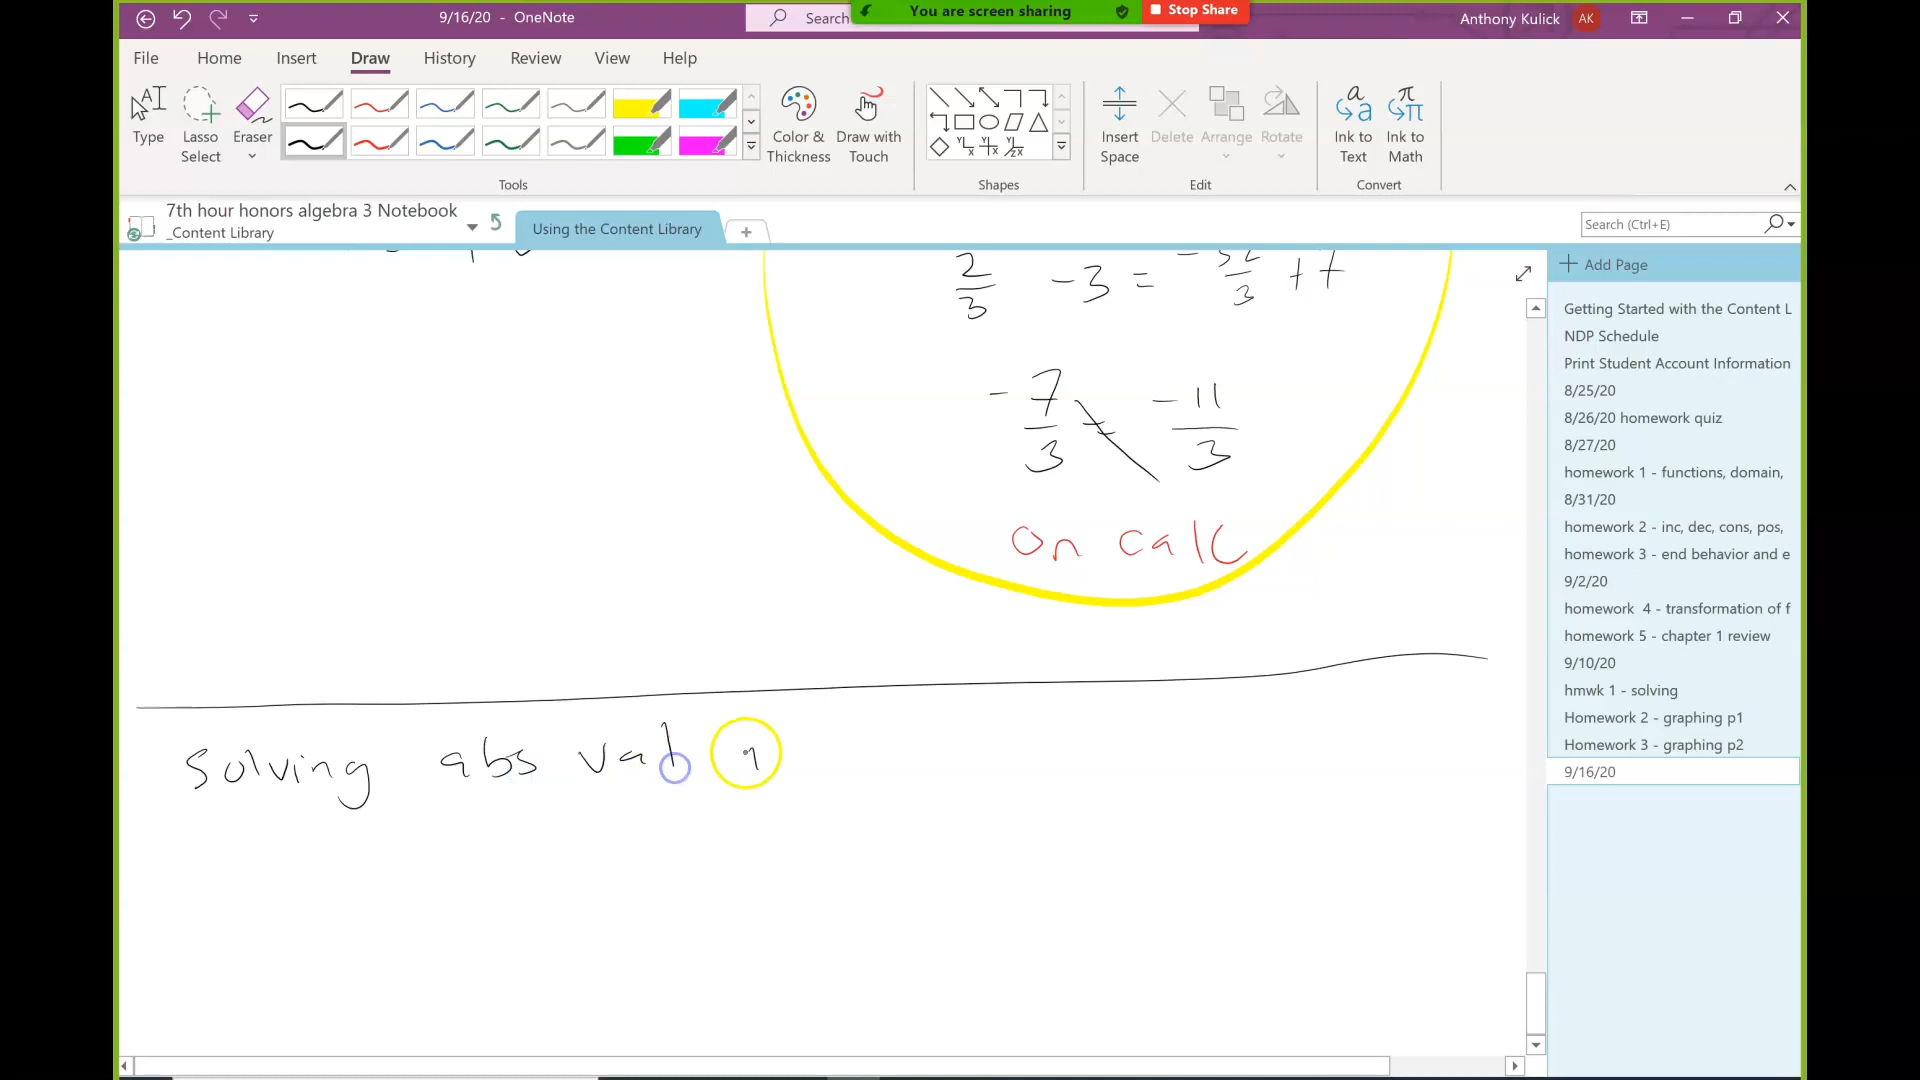 9/16/20 - OneNote
Search
You are screen sharing
Stop Share
Anthony Kulick
AK
File Home Insert Draw History Review View Help
Type
Lasso Select
Eraser
Color & Thickness
Draw with Touch
Insert Space
Delete
Arrange
Rotate
Ink to Text
Ink to Math
Tools
Shapes
Edit
Convert
7th hour honors algebra 3 Notebook
_Content Library
Using the Content Library
Search (Ctrl+E)
Add Page
Getting Started with the Content L
NDP Schedule
Print Student Account Information
8/25/20
8/26/20 homework quiz
8/27/20
homework 1 - functions, domain,
8/31/20
homework 2 - inc, dec, cons, pos,
homework 3 - end behavior and e
9/2/20
homework 4 - transformation of f
homework 5 - chapter 1 review
9/10/20
hmwk 1 - solving
Homework 2 - graphing p1
Homework 3 - graphing p2
9/16/20
2/3 - 3 = -32/3 + 7
-7/3 = -11/3
on calc
solving abs val